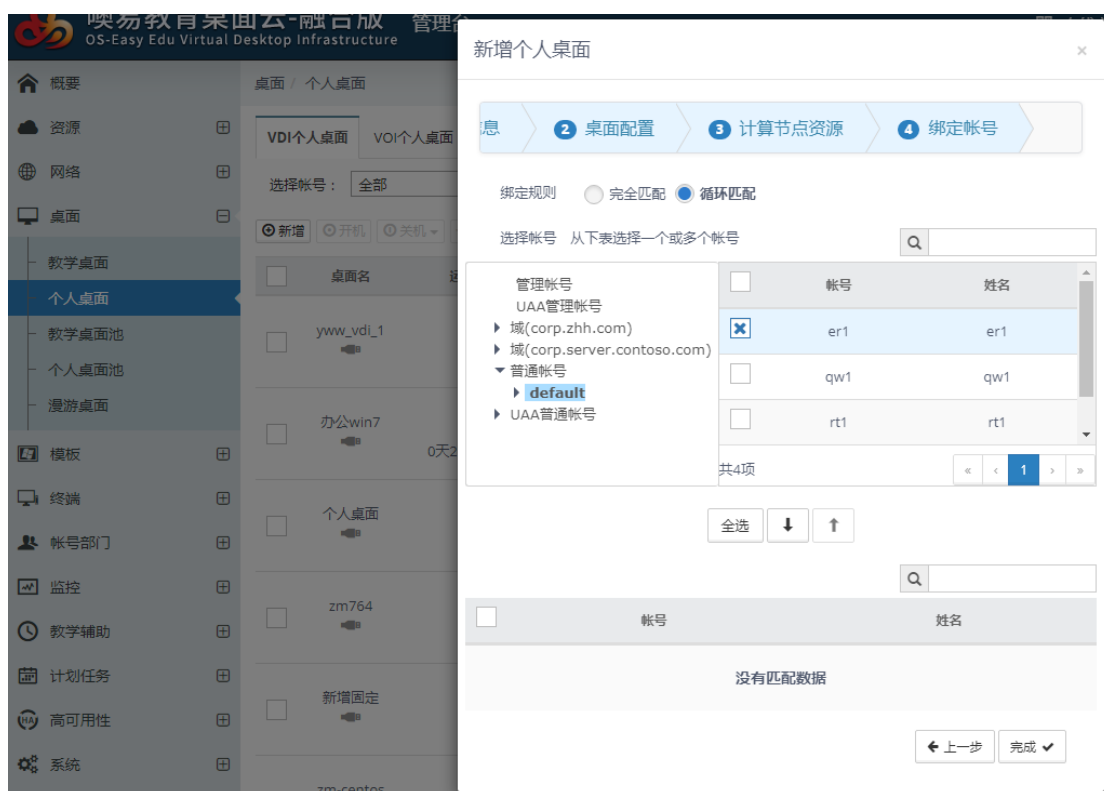 噢易教育桌面云-融合版 管理台
OS-Easy Edu Virtual Desktop Infrastructure
概要
资源
网络
桌面
教学桌面
个人桌面
教学桌面池
个人桌面池
漫游桌面
模板
终端
帐号部门
监控
教学辅助
计划任务
高可用性
系统
桌面 / 个人桌面
VDI个人桌面 VOI个人桌面
选择帐号： 全部
新增 开机 关机
桌面名
yww_vdi_1
办公win7
0天2
个人桌面
zm764
新增固定
zm-centos
新增个人桌面 ×
息 2 桌面配置 3 计算节点资源 4 绑定帐号
绑定规则 完全匹配 循环匹配
选择帐号 从下表选择一个或多个帐号
管理帐号
UAA管理帐号
域(corp.zhh.com)
域(corp.server.contoso.com)
普通帐号
default
UAA普通帐号
帐号 姓名
er1 er1
qw1 qw1
rt1 rt1
共4项 « ‹ 1 › »
全选
帐号 姓名
没有匹配数据
上一步 完成